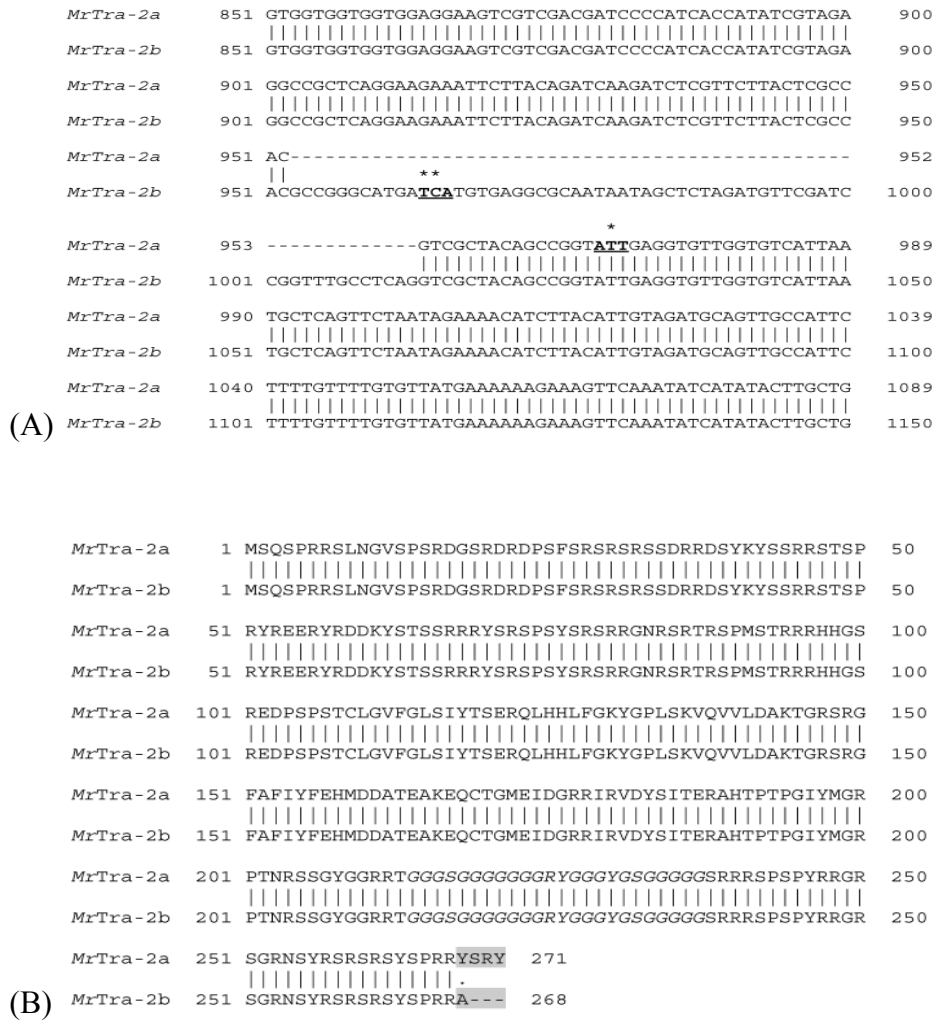 MrTra-2a 851 GTGGTGGTGGTGGAGGAAGTCGTCGACGATCCCCATCACCATATCGTAGA 900
MrTra-2b 851 GTGGTGGTGGTGGAGGAAGTCGTCGACGATCCCCATCACCATATCGTAGA 900
MrTra-2a 901 GGCCGCTCAGGAAGAAATTCTTACAGATCAAGATCTCGTTCTTACTCGCC 950
MrTra-2b 901 GGCCGCTCAGGAAGAAATTCTTACAGATCAAGATCTCGTTCTTACTCGCC 950
MrTra-2a 951 AC------------------------------------------------ 952
**
MrTra-2b 951 ACGCCGGGCATGATCATGTGAGGCGCAATAATAGCTCTAGATGTTCGATC 1000
*
MrTra-2a 953 -------------GTCGCTACAGCCGGTATTGAGGTGTTGGTGTCATTAA 989
MrTra-2b 1001 CGGTTTGCCTCAGGTCGCTACAGCCGGTATTGAGGTGTTGGTGTCATTAA 1050
MrTra-2a 990 TGCTCAGTTCTAATAGAAAACATCTTACATTGTAGATGCAGTTGCCATTC 1039
MrTra-2b 1051 TGCTCAGTTCTAATAGAAAACATCTTACATTGTAGATGCAGTTGCCATTC 1100
MrTra-2a 1040 TTTTGTTTTGTGTTATGAAAAAAGAAAGTTCAAATATCATATACTTGCTG 1089
(A) MrTra-2b 1101 TTTTGTTTTGTGTTATGAAAAAAGAAAGTTCAAATATCATATACTTGCTG 1150
MrTra-2a 1 MSQSPRRSLNGVSPSRDGSRDRDPSFSRSRSRSSDRRDSYKYSSRRSTSP 50
MrTra-2b 1 MSQSPRRSLNGVSPSRDGSRDRDPSFSRSRSRSSDRRDSYKYSSRRSTSP 50
MrTra-2a 51 RYREERYRDDKYSTSSRRRYSRSPSYSRSRRGNRSRTRSPMSTRRRHHGS 100
MrTra-2b 51 RYREERYRDDKYSTSSRRRYSRSPSYSRSRRGNRSRTRSPMSTRRRHHGS 100
MrTra-2a 101 REDPSPSTCLGVFGLSIYTSERQLHHLFGKYGPLSKVQVVLDAKTGRSRG 150
MrTra-2b 101 REDPSPSTCLGVFGLSIYTSERQLHHLFGKYGPLSKVQVVLDAKTGRSRG 150
MrTra-2a 151 FAFIYFEHMDDATEAKEQCTGMEIDGRRIRVDYSITERAHTPTPGIYMGR 200
MrTra-2b 151 FAFIYFEHMDDATEAKEQCTGMEIDGRRIRVDYSITERAHTPTPGIYMGR 200
MrTra-2a 201 PTNRSSGYGGRRTGGGSGGGGGGGRYGGGYGSGGGGGSRRRSPSPYRRGR 250
MrTra-2b 201 PTNRSSGYGGRRTGGGSGGGGGGGRYGGGYGSGGGGGSRRRSPSPYRRGR 250
MrTra-2a 251 SGRNSYRSRSRSYSPRRYSRY 271
(B) MrTra-2b 251 SGRNSYRSRSRSYSPRRA--- 268